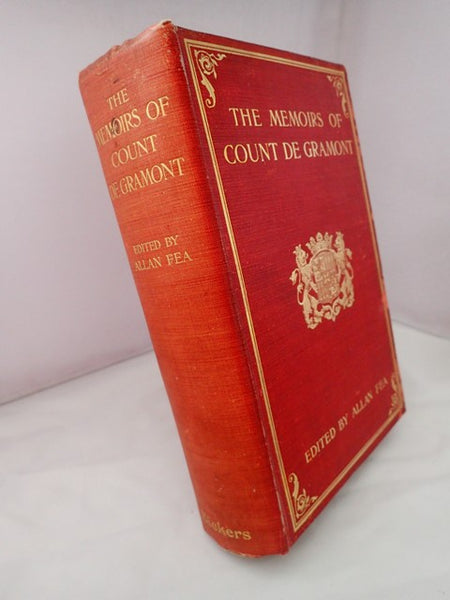 THE
MEMOIRS OF
COUNT
DE GRAMONT
EDITED BY
ALLAN FEA
Bickers
THE MEMOIRS OF
COUNT DE GRAMONT
EDITED BY ALLAN FEA